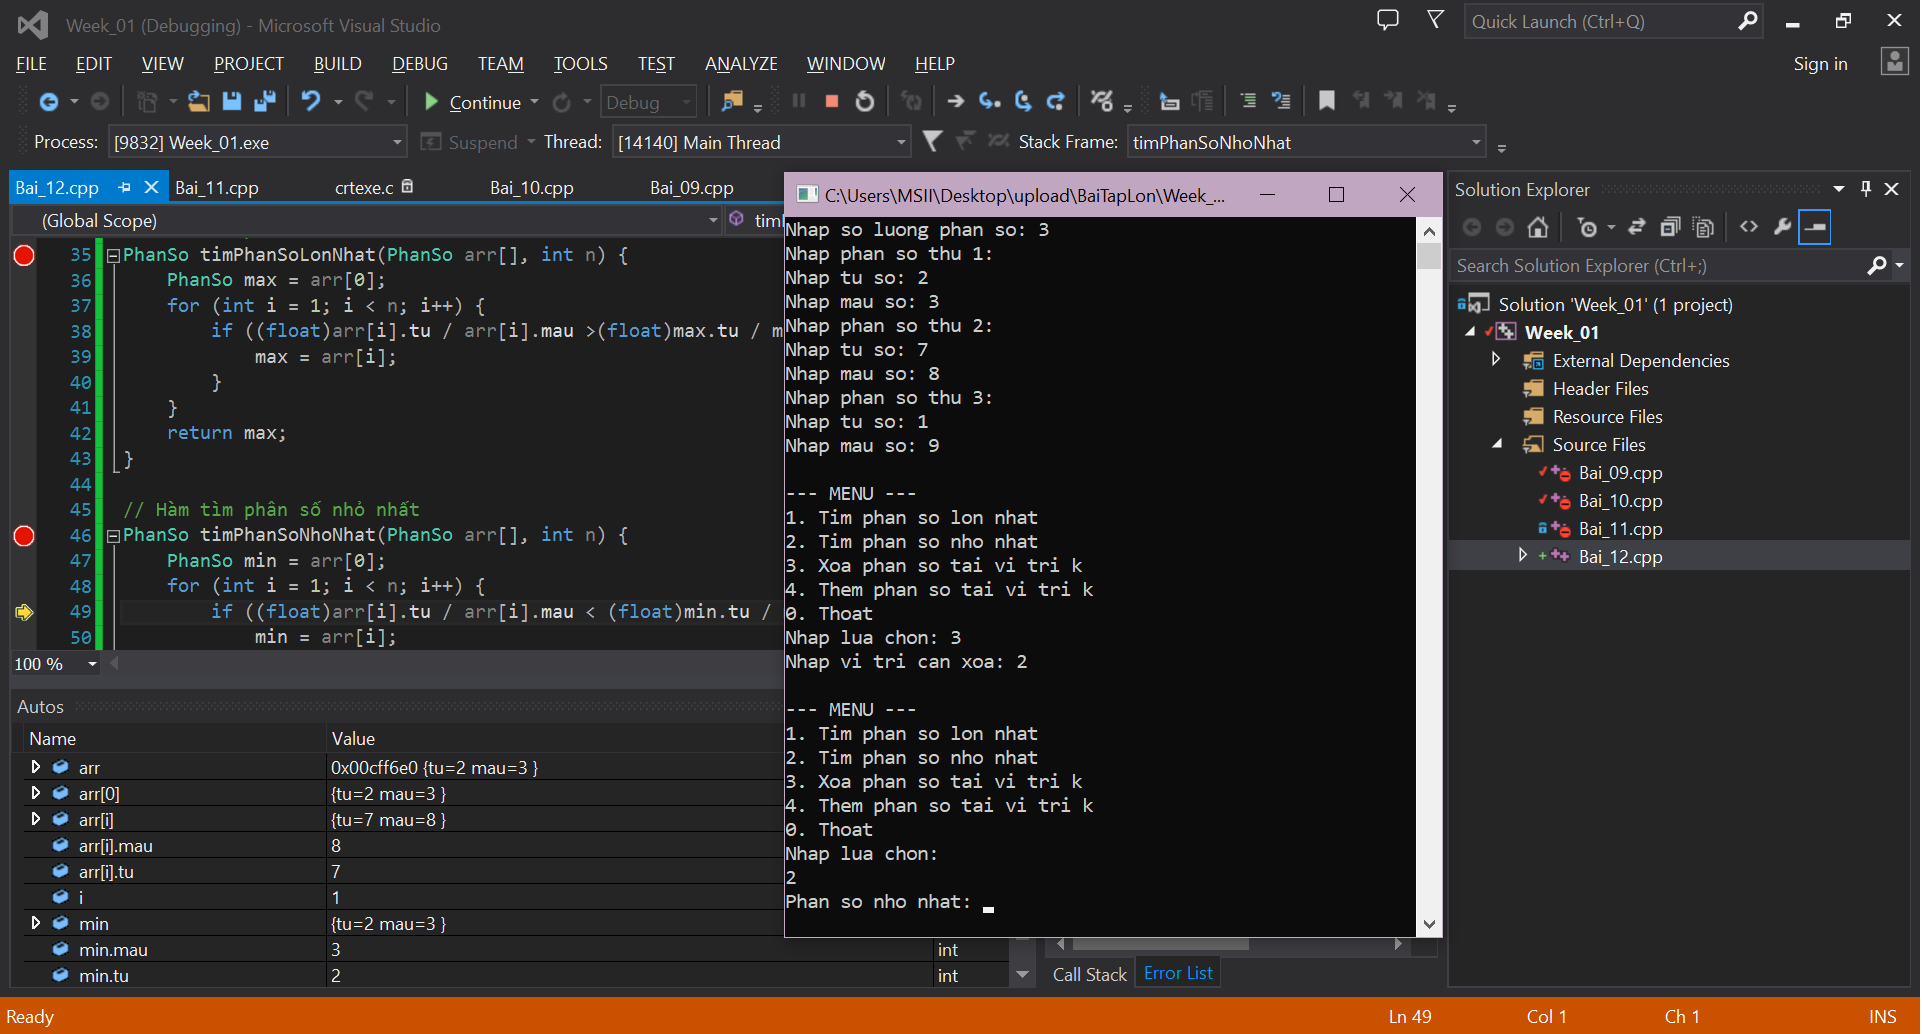 Week_01 (Debugging) - Microsoft Visual Studio
Quick Launch (Ctrl+Q)
FILE EDIT VIEW PROJECT BUILD DEBUG TEAM TOOLS TEST ANALYZE WINDOW HELP
Sign in
Continue
Debug
Process: [9832] Week_01.exe
Suspend
Thread: [14140] Main Thread
Stack Frame: timPhanSoNhoNhat
Bai_12.cpp Bai_11.cpp crtexe.c Bai_10.cpp Bai_09.cpp
(Global Scope)
35 PhanSo timPhanSoLonNhat(PhanSo arr[], int n) {
36 PhanSo max = arr[0];
37 for (int i = 1; i < n; i++) {
38 if ((float)arr[i].tu / arr[i].mau >(float)max.tu / m
39 max = arr[i];
40 }
41 }
42 return max;
43 }
44
45 // Hàm tìm phân số nhỏ nhất
46 PhanSo timPhanSoNhoNhat(PhanSo arr[], int n) {
47 PhanSo min = arr[0];
48 for (int i = 1; i < n; i++) {
49 if ((float)arr[i].tu / arr[i].mau < (float)min.tu /
50 min = arr[i];
100 %
Autos
Name Value
arr 0x00cff6e0 {tu=2 mau=3 }
arr[0] {tu=2 mau=3 }
arr[i] {tu=7 mau=8 }
arr[i].mau 8
arr[i].tu 7
i 1
min {tu=2 mau=3 }
min.mau 3 int
min.tu 2 int
C:\Users\MSII\Desktop\upload\BaiTapLon\Week_...
Nhap so luong phan so: 3
Nhap phan so thu 1:
Nhap tu so: 2
Nhap mau so: 3
Nhap phan so thu 2:
Nhap tu so: 7
Nhap mau so: 8
Nhap phan so thu 3:
Nhap tu so: 1
Nhap mau so: 9
--- MENU ---
1. Tim phan so lon nhat
2. Tim phan so nho nhat
3. Xoa phan so tai vi tri k
4. Them phan so tai vi tri k
0. Thoat
Nhap lua chon: 3
Nhap vi tri can xoa: 2
--- MENU ---
1. Tim phan so lon nhat
2. Tim phan so nho nhat
3. Xoa phan so tai vi tri k
4. Them phan so tai vi tri k
0. Thoat
Nhap lua chon:
2
Phan so nho nhat:
Call Stack Error List
Solution Explorer
Search Solution Explorer (Ctrl+;)
Solution 'Week_01' (1 project)
Week_01
External Dependencies
Header Files
Resource Files
Source Files
Bai_09.cpp
Bai_10.cpp
Bai_11.cpp
Bai_12.cpp
Ready
Ln 49 Col 1 Ch 1 INS